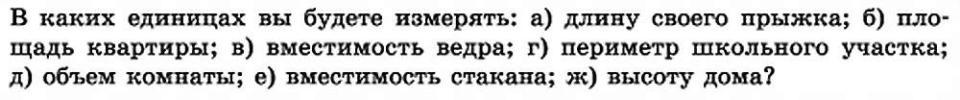 В каких единицах вы будете измерять: а) длину своего прыжка; б) пло-
щадь квартиры; в) вместимость ведра; г) периметр школьного участка;
д) объем комнаты; е) вместимость стакана; ж) высоту дома?